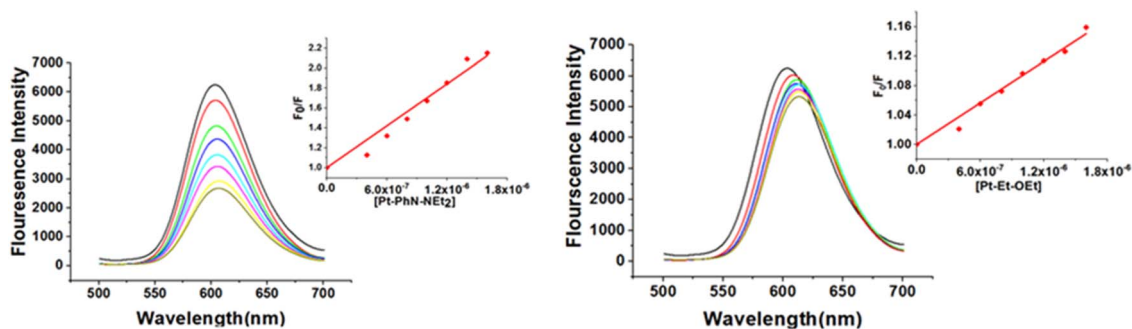 7000
6000
5000
4000
3000
2000
1000
0
Flouresence Intensity
500
550
600
650
700
Wavelength(nm)
2.2
2.0
1.8
1.6
1.4
1.2
1.0
F0/F
0.0
6.0x10-7
1.2x10-6
1.8x10-6
[Pt-PhN-NEt2]
7000
6000
5000
4000
3000
2000
1000
0
Flourscence Intensity
500
550
600
650
700
Wavelength(nm)
1.16
1.12
1.08
1.04
1.00
F0/F
0.0
6.0x10-7
1.2x10-6
1.8x10-6
[Pt-Et-OEt]